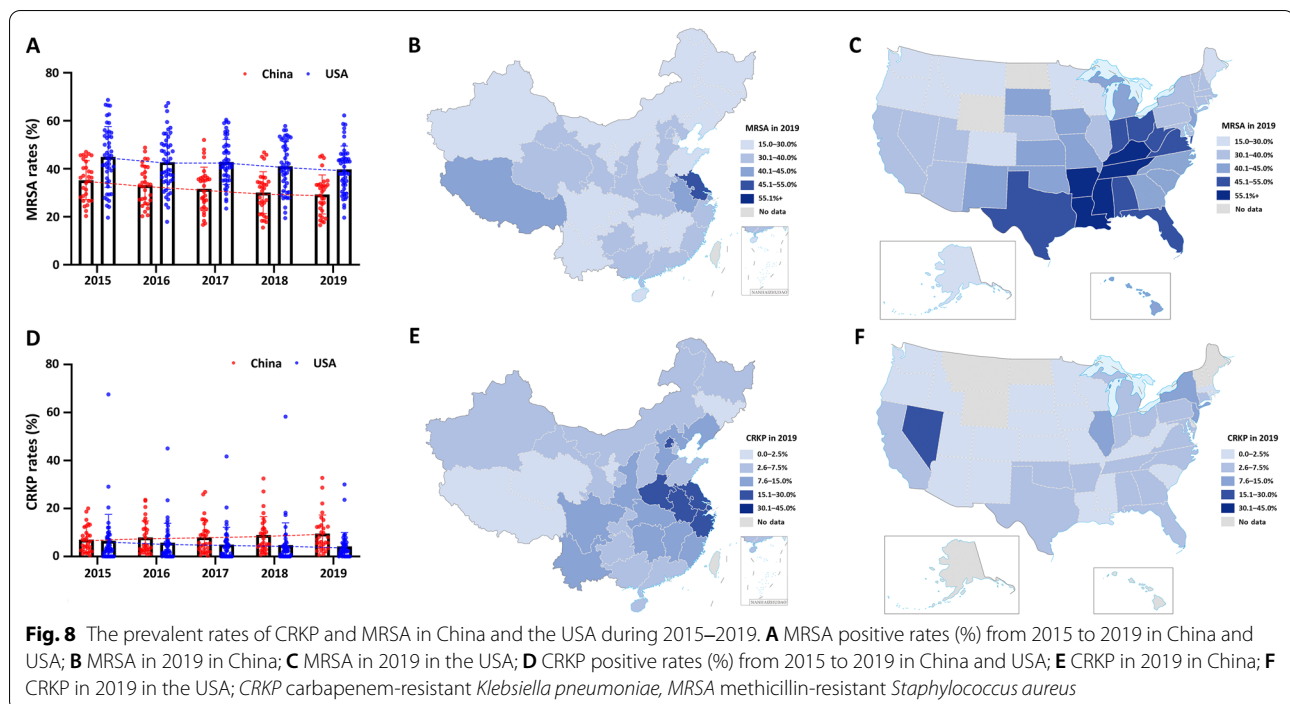 A
80
60
40
20
0
MRSA rates (%)
China
USA
2015
2016
2017
2018
2019
B
MRSA in 2019
15.0–30.0%
30.1–40.0%
40.1–45.0%
45.1–55.0%
55.1%+
No data
C
MRSA in 2019
15.0–30.0%
30.1–40.0%
40.1–45.0%
45.1–55.0%
55.1%+
No data
D
80
60
40
20
0
CRKP rates (%)
China
USA
2015
2016
2017
2018
2019
E
CRKP in 2019
0.0–2.5%
2.6–7.5%
7.6–15.0%
15.1–30.0%
30.1–45.0%
No data
F
CRKP in 2019
0.0–2.5%
2.6–7.5%
7.6–15.0%
15.1–30.0%
30.1–45.0%
No data
Fig. 8 The prevalent rates of CRKP and MRSA in China and the USA during 2015–2019. A MRSA positive rates (%) from 2015 to 2019 in China and
USA; B MRSA in 2019 in China; C MRSA in 2019 in the USA; D CRKP positive rates (%) from 2015 to 2019 in China and USA; E CRKP in 2019 in China; F
CRKP in 2019 in the USA; CRKP carbapenem-resistant Klebsiella pneumoniae, MRSA methicillin-resistant Staphylococcus aureus